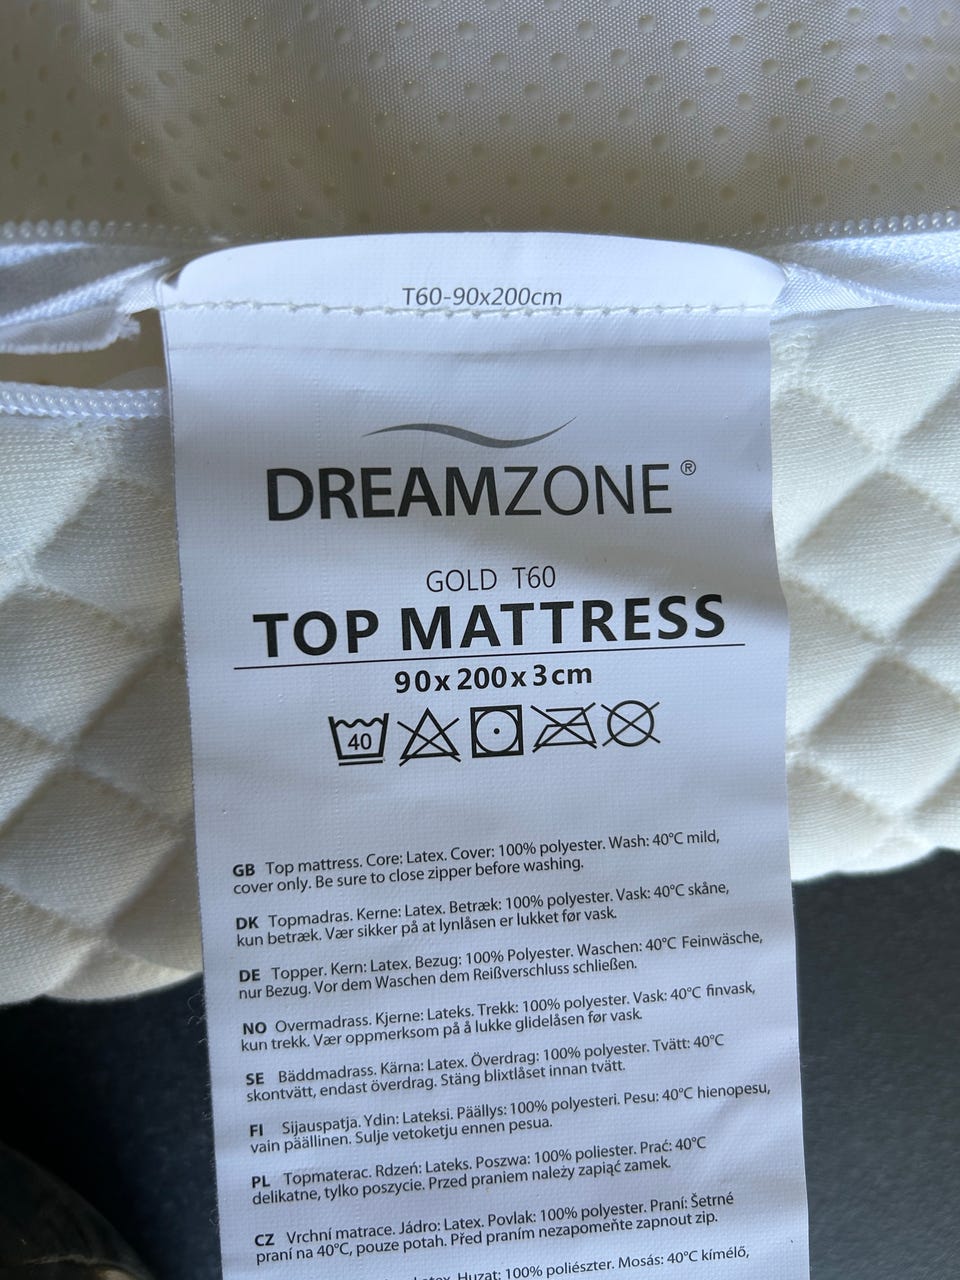 T60-90x200cm
DREAMZONE®
GOLD T60
TOP MATTRESS
90x200x3cm
40
GB Top mattress. Core: Latex. Cover: 100% polyester. Wash: 40°C mild,
cover only. Be sure to close zipper before washing.
DK Topmadras. Kerne: Latex. Betræk: 100% polyester. Vask: 40°C skåne,
kun betræk. Vær sikker på at lynlåsen er lukket før vask.
DE Topper. Kern: Latex. Bezug: 100% Polyester. Waschen: 40°C Feinwäsche,
nur Bezug. Vor dem Waschen dem Reißverschluss schließen.
NO Overmadrass. Kjerne: Lateks. Trekk: 100% polyester. Vask: 40°C finvask,
kun trekk. Vær oppmerksom på å lukke glidelåsen før vask.
SE Bäddmadrass. Kärna: Latex. Överdrag: 100% polyester. Tvätt: 40°C
skontvätt, endast överdrag. Stäng blixtlåset innan tvätt.
FI Sijauspatja. Ydin: Lateksi. Päällys: 100% polyesteri. Pesu: 40°C hienopesu,
vain päällinen. Sulje vetoketju ennen pesua.
PL Topmaterac. Rdzeń: Lateks. Poszwa: 100% poliester. Prać: 40°C
delikatne, tylko poszycie. Przed praniem należy zapiąć zamek.
CZ Vrchní matrace. Jádro: Latex. Povlak: 100% polyester. Praní: Šetrné
praní na 40°C, pouze potah. Před praním nezapomeňte zapnout zip.
Huzat: 100% poliészter. Mosás: 40°C kímélő,